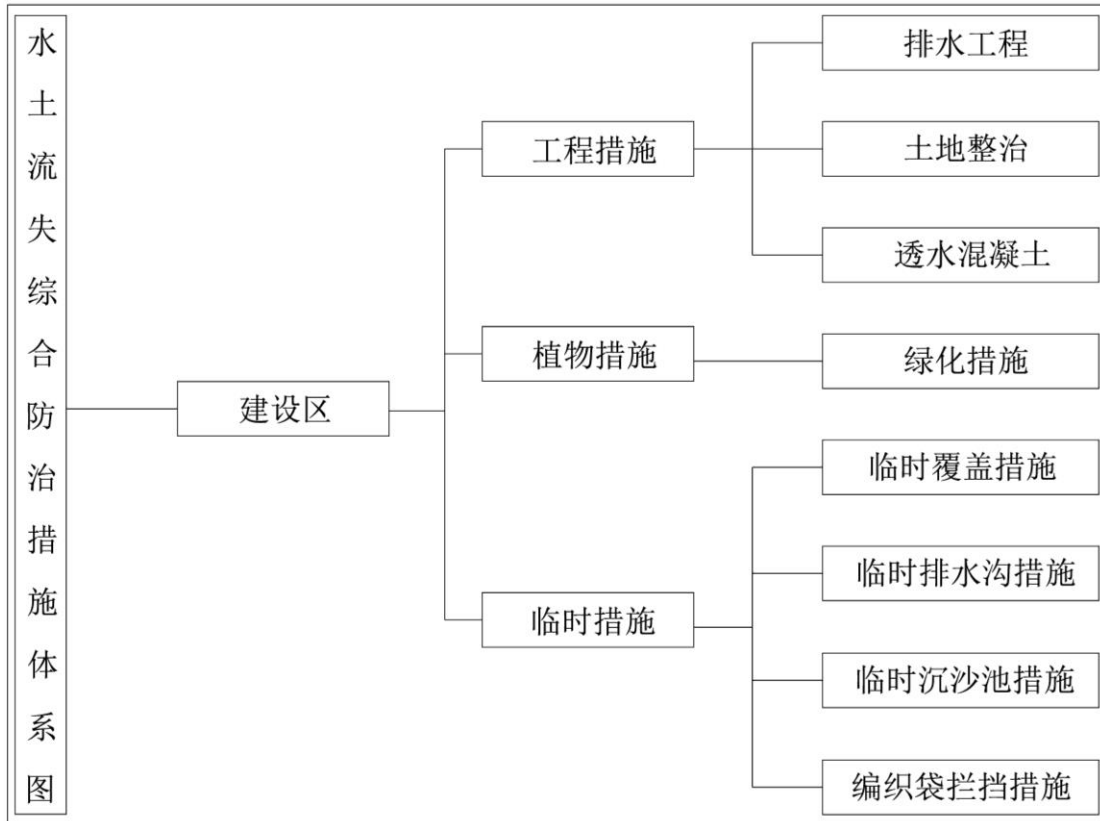 水土流失综合防治措施体系图
建设区
工程措施
排水工程
土地整治
透水混凝土
植物措施
绿化措施
临时措施
临时覆盖措施
临时排水沟措施
临时沉沙池措施
编织袋拦挡措施